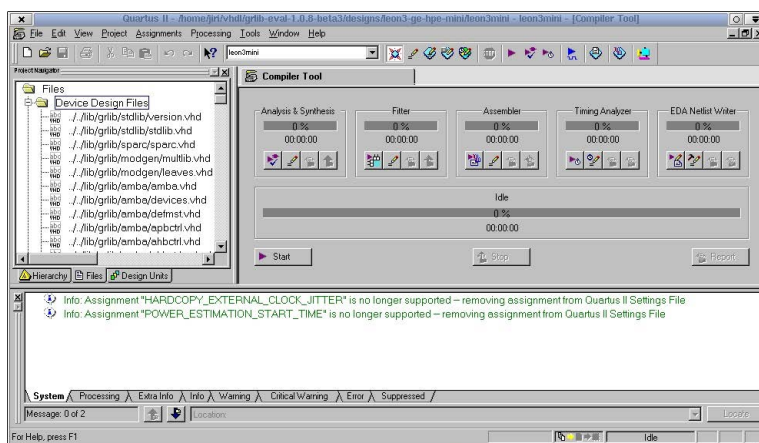 Quartus II - /home/jiri/vhdl/grlib-eval-1.0.8-beta3/designs/leon3-ge-hpe-mini/leon3mini - leon3mini - [Compiler Tool]
File Edit View Project Assignments Processing Tools Window Help
leon3mini
Project Navigator
Files
Device Design Files
../../lib/grlib/stdlib/version.vhd
../../lib/grlib/stdlib/stdlib.vhd
../../lib/grlib/sparc/sparc.vhd
../../lib/grlib/modgen/multlib.vhd
../../lib/grlib/modgen/leaves.vhd
../../lib/grlib/amba/amba.vhd
../../lib/grlib/amba/devices.vhd
../../lib/grlib/amba/defmst.vhd
../../lib/grlib/amba/apbctrl.vhd
../../lib/grlib/amba/ahbctrl.vhd
Hierarchy Files Design Units
Compiler Tool
Analysis & Synthesis Fitter Assembler Timing Analyzer EDA Netlist Writer
0 % 0 % 0 % 0 % 0 %
00:00:00 00:00:00 00:00:00 00:00:00 00:00:00
Idle
0 %
00:00:00
Start Stop Report
Info: Assignment "HARDCOPY_EXTERNAL_CLOCK_JITTER" is no longer supported – removing assignment from Quartus II Settings File
Info: Assignment "POWER_ESTIMATION_START_TIME" is no longer supported – removing assignment from Quartus II Settings File
System Processing Extra Info Info Warning Critical Warning Error Suppressed
Message: 0 of 2 Location: Locate
For Help, press F1 Idle